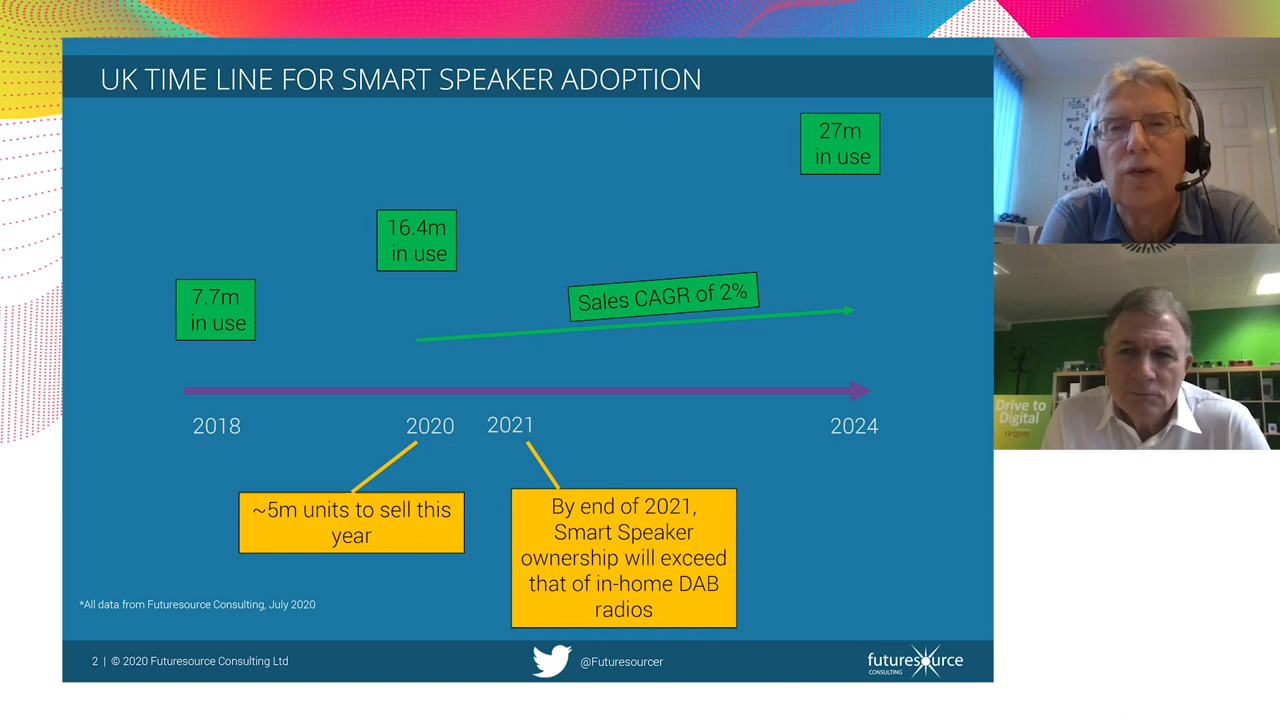 UK TIME LINE FOR SMART SPEAKER ADOPTION
27m
in use
16.4m
in use
7.7m
in use
Sales CAGR of 2%
2018
2020
2021
2024
~5m units to sell this
year
By end of 2021,
Smart Speaker
ownership will exceed
that of in-home DAB
radios
*All data from Futuresource Consulting, July 2020
2 | © 2020 Futuresource Consulting Ltd
@Futuresourcer
futuresource
CONSULTING
Drive to
Digital
arqiva